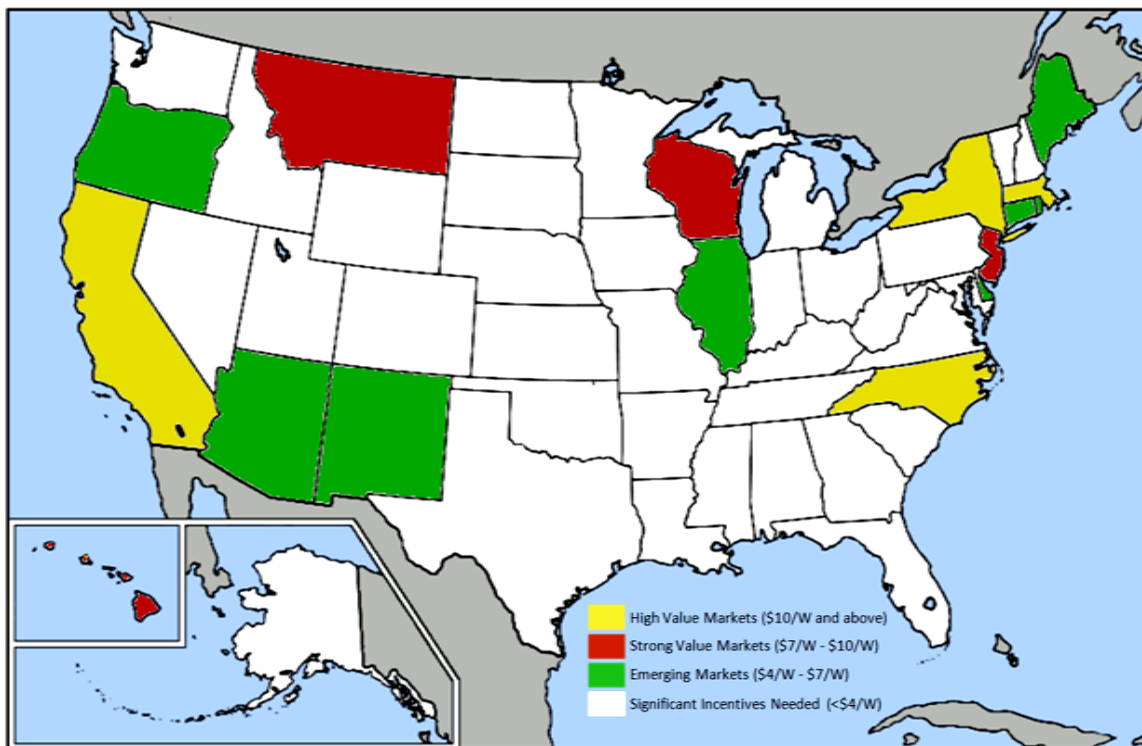 High Value Markets ($10/W and above)
Strong Value Markets ($7/W - $10/W)
Emerging Markets ($4/W - $7/W)
Significant Incentives Needed (<$4/W)